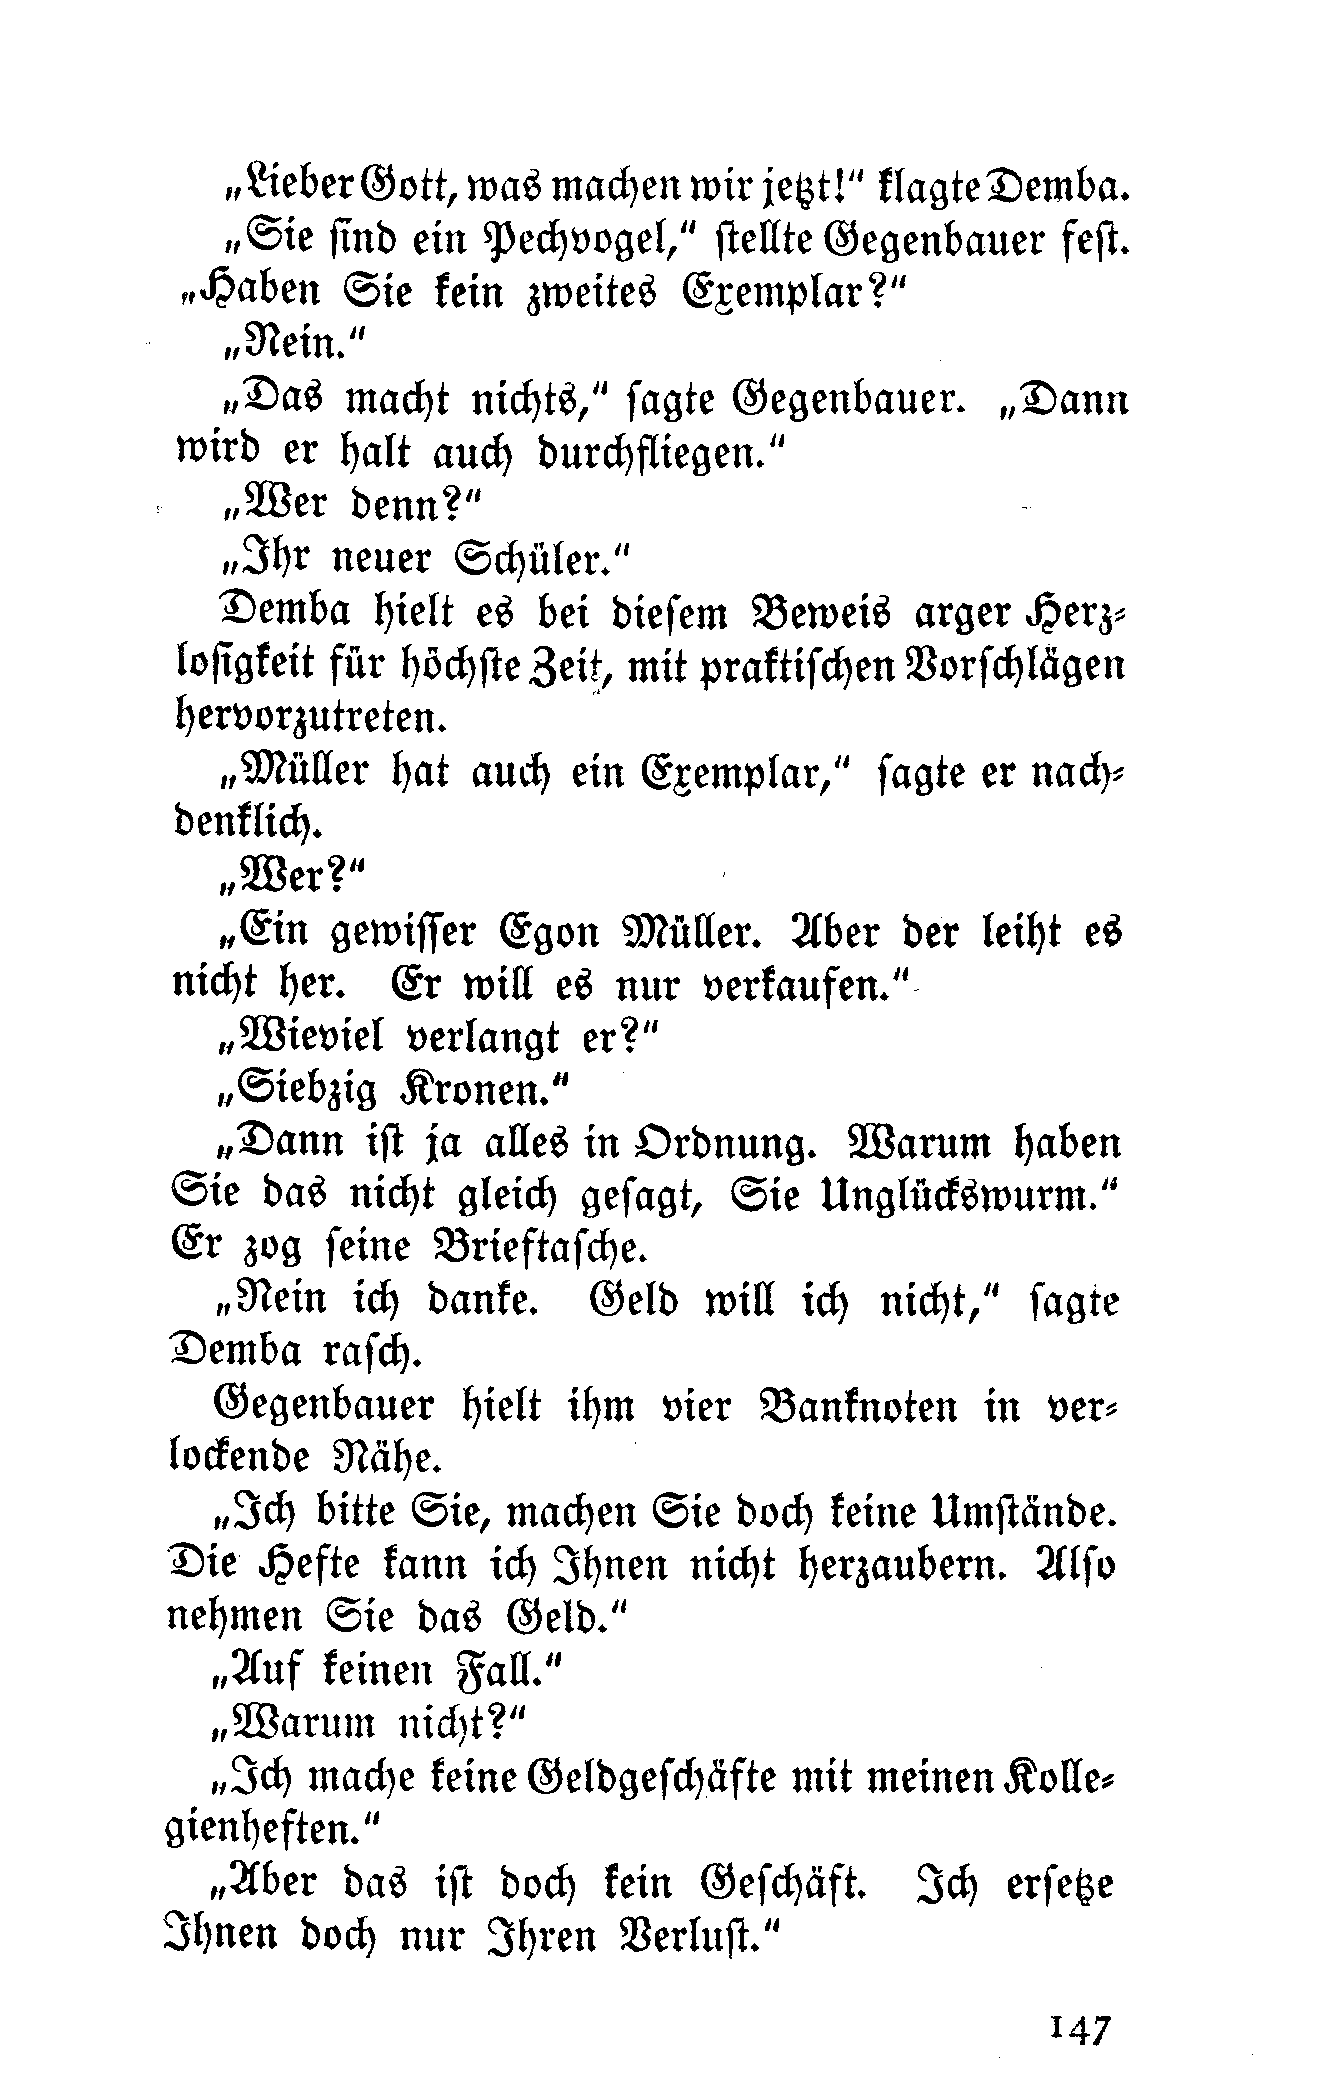 „Lieber Gott, was machen wir jetzt!“ klagte Demba.
„Sie sind ein Pechvogel,“ stellte Gegenbauer fest.
„Haben Sie kein zweites Exemplar?“
„Nein.“
„Das macht nichts,“ sagte Gegenbauer. „Dann
wird er halt auch durchfliegen.“
„Wer denn?“
„Ihr neuer Schüler.“
Demba hielt es bei diesem Beweis arger Herz-
losigkeit für höchste Zeit, mit praktischen Vorschlägen
hervorzutreten.
„Müller hat auch ein Exemplar,“ sagte er nach-
denklich.
„Wer?“
„Ein gewisser Egon Müller. Aber der leiht es
nicht her. Er will es nur verkaufen.“
„Wieviel verlangt er?“
„Siebzig Kronen.“
„Dann ist ja alles in Ordnung. Warum haben
Sie das nicht gleich gesagt, Sie Unglückswurm.“
Er zog seine Brieftasche.
„Nein ich danke. Geld will ich nicht,“ sagte
Demba rasch.
Gegenbauer hielt ihm vier Banknoten in ver-
lockende Nähe.
„Ich bitte Sie, machen Sie doch keine Umstände.
Die Hefte kann ich Ihnen nicht herzaubern. Also
nehmen Sie das Geld.“
„Auf keinen Fall.“
„Warum nicht?“
„Ich mache keine Geldgeschäfte mit meinen Kolle-
gienheften.“
„Aber das ist doch kein Geschäft. Ich ersetze
Ihnen doch nur Ihren Verlust.“
147